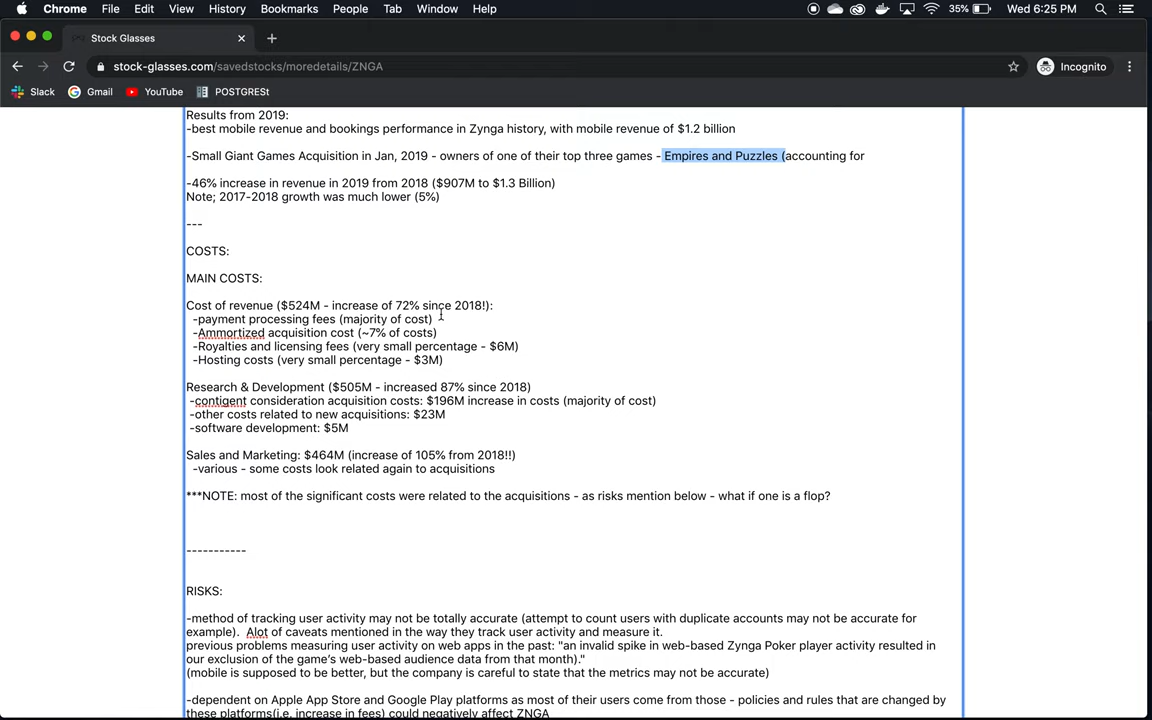 Chrome File Edit View History Bookmarks People Tab Window Help 35% Wed 6:25 PM
Stock Glasses
stock-glasses.com/savedstocks/moredetails/ZNGA Incognito
Slack Gmail YouTube POSTGRESt
Results from 2019:
-best mobile revenue and bookings performance in Zynga history, with mobile revenue of $1.2 billion
-Small Giant Games Acquisition in Jan, 2019 - owners of one of their top three games - Empires and Puzzles (accounting for
-46% increase in revenue in 2019 from 2018 ($907M to $1.3 Billion)
Note; 2017-2018 growth was much lower (5%)
---
COSTS:
MAIN COSTS:
Cost of revenue ($524M - increase of 72% since 2018!):
-payment processing fees (majority of cost)
-Ammortized acquisition cost (~7% of costs)
-Royalties and licensing fees (very small percentage - $6M)
-Hosting costs (very small percentage - $3M)
Research & Development ($505M - increased 87% since 2018)
-contigent consideration acquisition costs: $196M increase in costs (majority of cost)
-other costs related to new acquisitions: $23M
-software development: $5M
Sales and Marketing: $464M (increase of 105% from 2018!!)
-various - some costs look related again to acquisitions
***NOTE: most of the significant costs were related to the acquisitions - as risks mention below - what if one is a flop?
-----------
RISKS:
-method of tracking user activity may not be totally accurate (attempt to count users with duplicate accounts may not be accurate for
example). Alot of caveats mentioned in the way they track user activity and measure it.
previous problems measuring user activity on web apps in the past: "an invalid spike in web-based Zynga Poker player activity resulted in
our exclusion of the game's web-based audience data from that month)."
(mobile is supposed to be better, but the company is careful to state that the metrics may not be accurate)
-dependent on Apple App Store and Google Play platforms as most of their users come from those - policies and rules that are changed by
these platforms(i.e. increase in fees) could negatively affect ZNGA